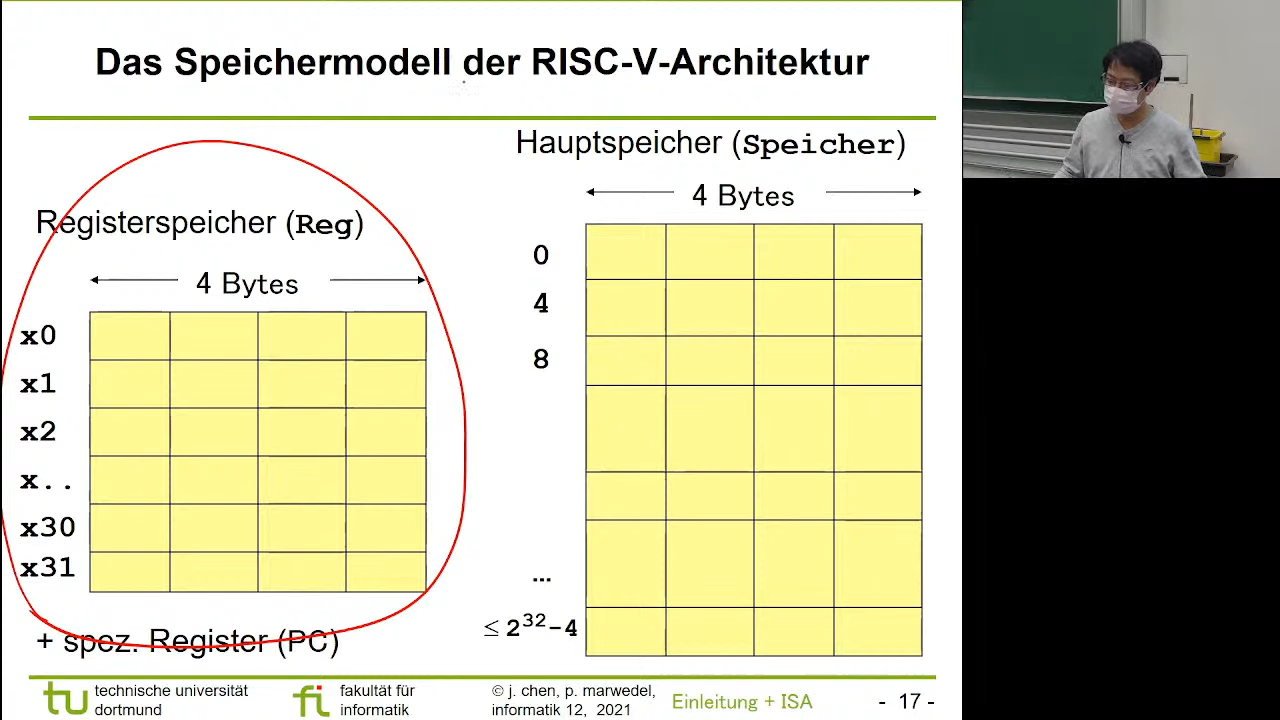 Das Speichermodell der RISC-V-Architektur
Hauptspeicher (Speicher)
4 Bytes
0
4
8
...
≤ 2³²-4
Registerspeicher (Reg)
4 Bytes
x0
x1
x2
x..
x30
x31
+ spez. Register (PC)
tu technische universität
dortmund
fi fakultät für
informatik
© j. chen, p. marwedel,
informatik 12, 2021
Einleitung + ISA
- 17 -